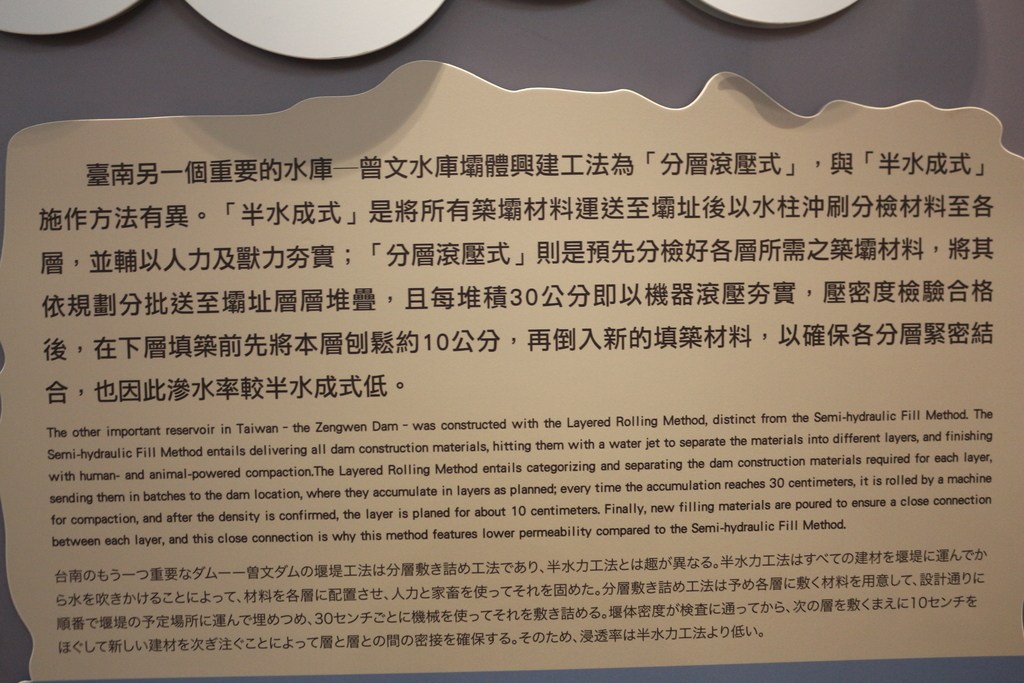 臺南另一個重要的水庫─曾文水庫壩體興建工法為「分層滾壓式」，與「半水成式」
施作方法有異。「半水成式」是將所有築壩材料運送至壩址後以水柱沖刷分檢材料至各
層，並輔以人力及獸力夯實；「分層滾壓式」則是預先分檢好各層所需之築壩材料，將其
依規劃分批送至壩址層層堆疊，且每堆積30公分即以機器滾壓夯實，壓密度檢驗合格
後，在下層填築前先將本層刨鬆約10公分，再倒入新的填築材料，以確保各分層緊密結
合，也因此滲水率較半水成式低。
The other important reservoir in Taiwan - the Zengwen Dam - was constructed with the Layered Rolling Method, distinct from the Semi-hydraulic Fill Method. The
Semi-hydraulic Fill Method entails delivering all dam construction materials, hitting them with a water jet to separate the materials into different layers, and finishing
with human- and animal-powered compaction.The Layered Rolling Method entails categorizing and separating the dam construction materials required for each layer,
sending them in batches to the dam location, where they accumulate in layers as planned; every time the accumulation reaches 30 centimeters, it is rolled by a machine
for compaction, and after the density is confirmed, the layer is planed for about 10 centimeters. Finally, new filling materials are poured to ensure a close connection
between each layer, and this close connection is why this method features lower permeability compared to the Semi-hydraulic Fill Method.
台南のもう一つ重要なダム一一曾文ダムの堰堤工法は分層敷き詰め工法であり、半水力工法とは趣が異なる。半水力工法はすべての建材を堰堤に運んでか
ら水を吹きかけることによって、材料を各層に配置させ、人力と家畜を使ってそれを固めた。分層敷き詰め工法は予め各層に敷く材料を用意して、設計通りに
順番で堰堤の予定場所に運んで埋めつめ、30センチごとに機械を使ってそれを敷き詰める。堰体密度が検査に通ってから、次の層を敷くまえに10センチを
ほぐして新しい建材を次ぎ注ぐことによって層と層との間の密接を確保する。そのため、浸透率は半水力工法より低い。